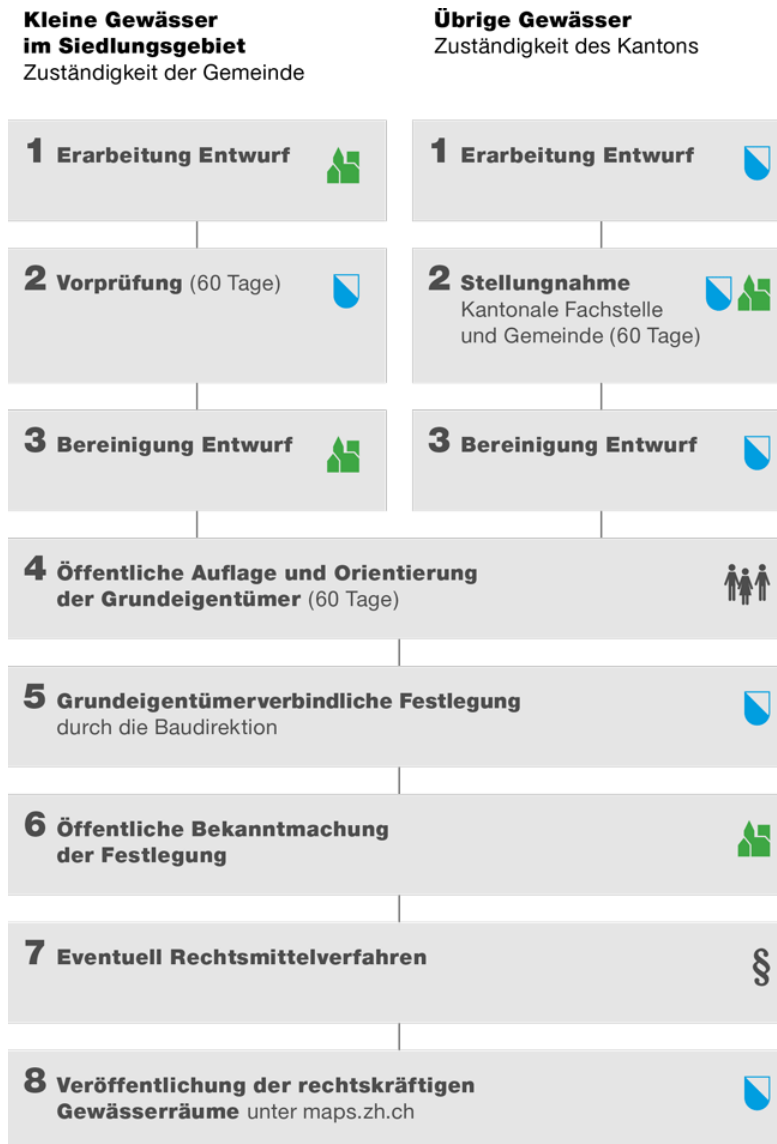 Kleine Gewässer
im Siedlungsgebiet
Zuständigkeit der Gemeinde
Übrige Gewässer
Zuständigkeit des Kantons
1 Erarbeitung Entwurf
1 Erarbeitung Entwurf
2 Vorprüfung (60 Tage)
2 Stellungnahme
Kantonale Fachstelle
und Gemeinde (60 Tage)
3 Bereinigung Entwurf
3 Bereinigung Entwurf
4 Öffentliche Auflage und Orientierung
der Grundeigentümer (60 Tage)
5 Grundeigentümerverbindliche Festlegung
durch die Baudirektion
6 Öffentliche Bekanntmachung
der Festlegung
7 Eventuell Rechtsmittelverfahren
§
8 Veröffentlichung der rechtskräftigen
Gewässerräume unter maps.zh.ch